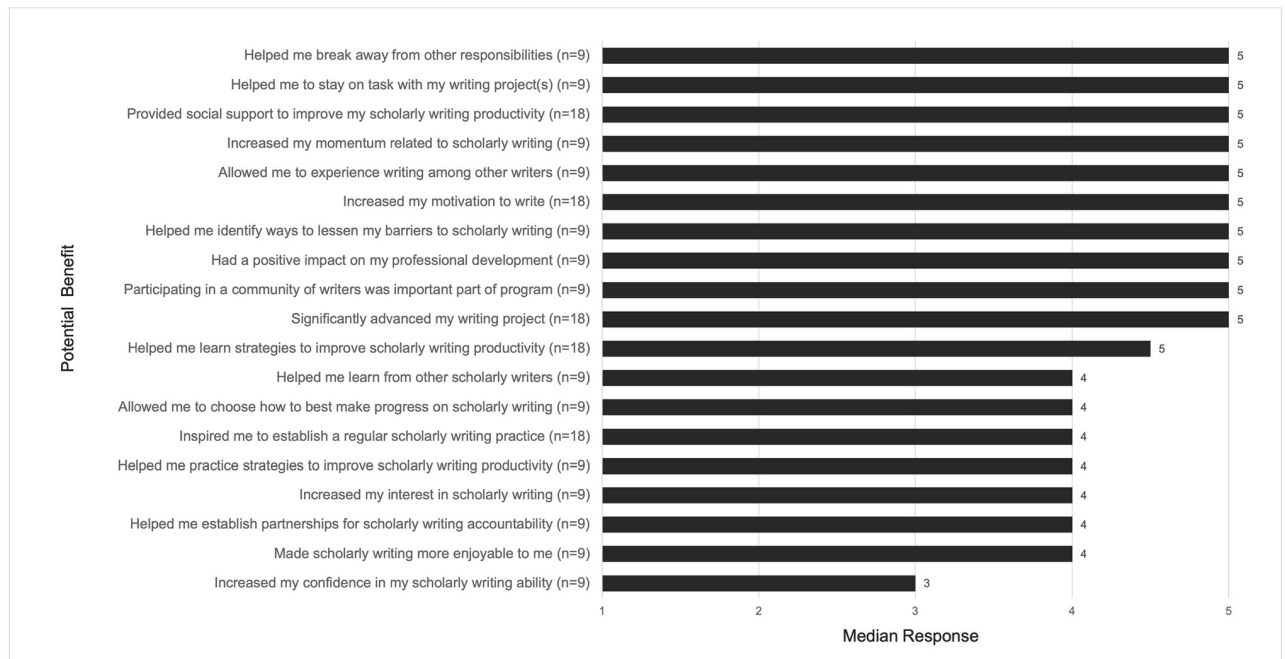 Potential Benefit
Helped me break away from other responsibilities (n=9) 5
Helped me to stay on task with my writing project(s) (n=9) 5
Provided social support to improve my scholarly writing productivity (n=18) 5
Increased my momentum related to scholarly writing (n=9) 5
Allowed me to experience writing among other writers (n=9) 5
Increased my motivation to write (n=18) 5
Helped me identify ways to lessen my barriers to scholarly writing (n=9) 5
Had a positive impact on my professional development (n=9) 5
Participating in a community of writers was important part of program (n=9) 5
Significantly advanced my writing project (n=18) 5
Helped me learn strategies to improve scholarly writing productivity (n=18) 5
Helped me learn from other scholarly writers (n=9) 4
Allowed me to choose how to best make progress on scholarly writing (n=9) 4
Inspired me to establish a regular scholarly writing practice (n=18) 4
Helped me practice strategies to improve scholarly writing productivity (n=9) 4
Increased my interest in scholarly writing (n=9) 4
Helped me establish partnerships for scholarly writing accountability (n=9) 4
Made scholarly writing more enjoyable to me (n=9) 4
Increased my confidence in my scholarly writing ability (n=9) 3
1 2 3 4 5
Median Response